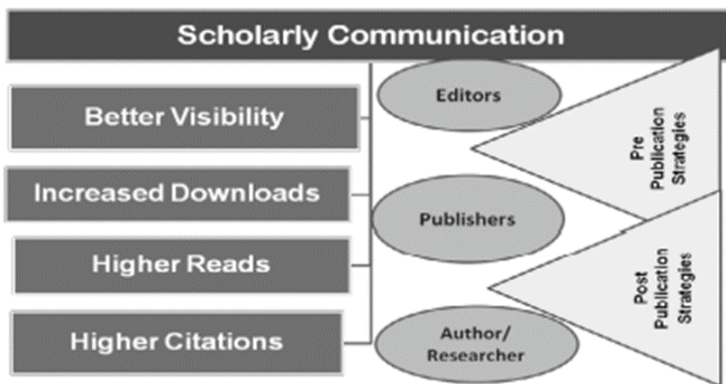 Scholarly Communication
Better Visibility
Increased Downloads
Higher Reads
Higher Citations
Editors
Publishers
Author/
Researcher
Pre
Publication
Strategies
Post
Publication
Strategies